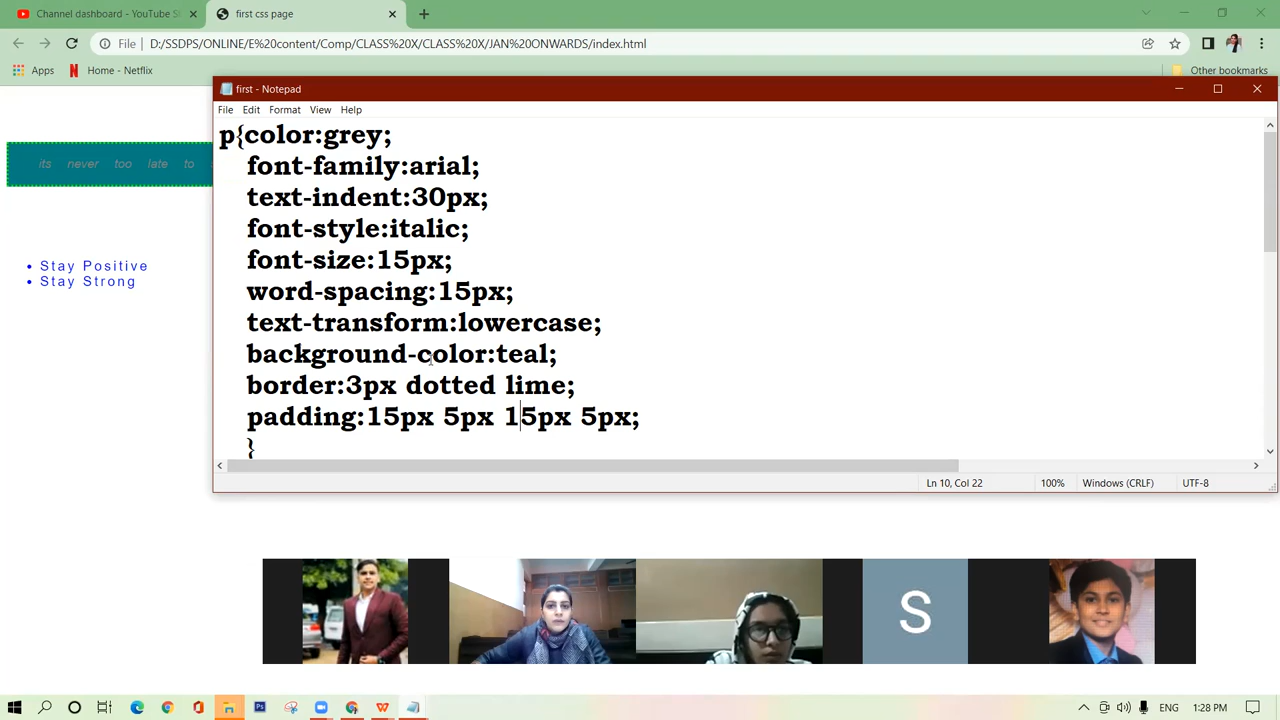 Channel dashboard - YouTube S
first css page
File
D:/SSDPS/ONLINE/E%20content/Comp/CLASS%20X/CLASS%20X/JAN%20ONWARDS/index.html
Apps
Home - Netflix
Other bookmarks
first - Notepad
File Edit Format View Help
p{color:grey;
font-family:arial;
text-indent:30px;
font-style:italic;
font-size:15px;
word-spacing:15px;
text-transform:lowercase;
background-color:teal;
border:3px dotted lime;
padding:15px 5px 15px 5px;
}
its never too late to
• Stay Positive
• Stay Strong
Ln 10, Col 22
100%
Windows (CRLF)
UTF-8
S
ENG
1:28 PM